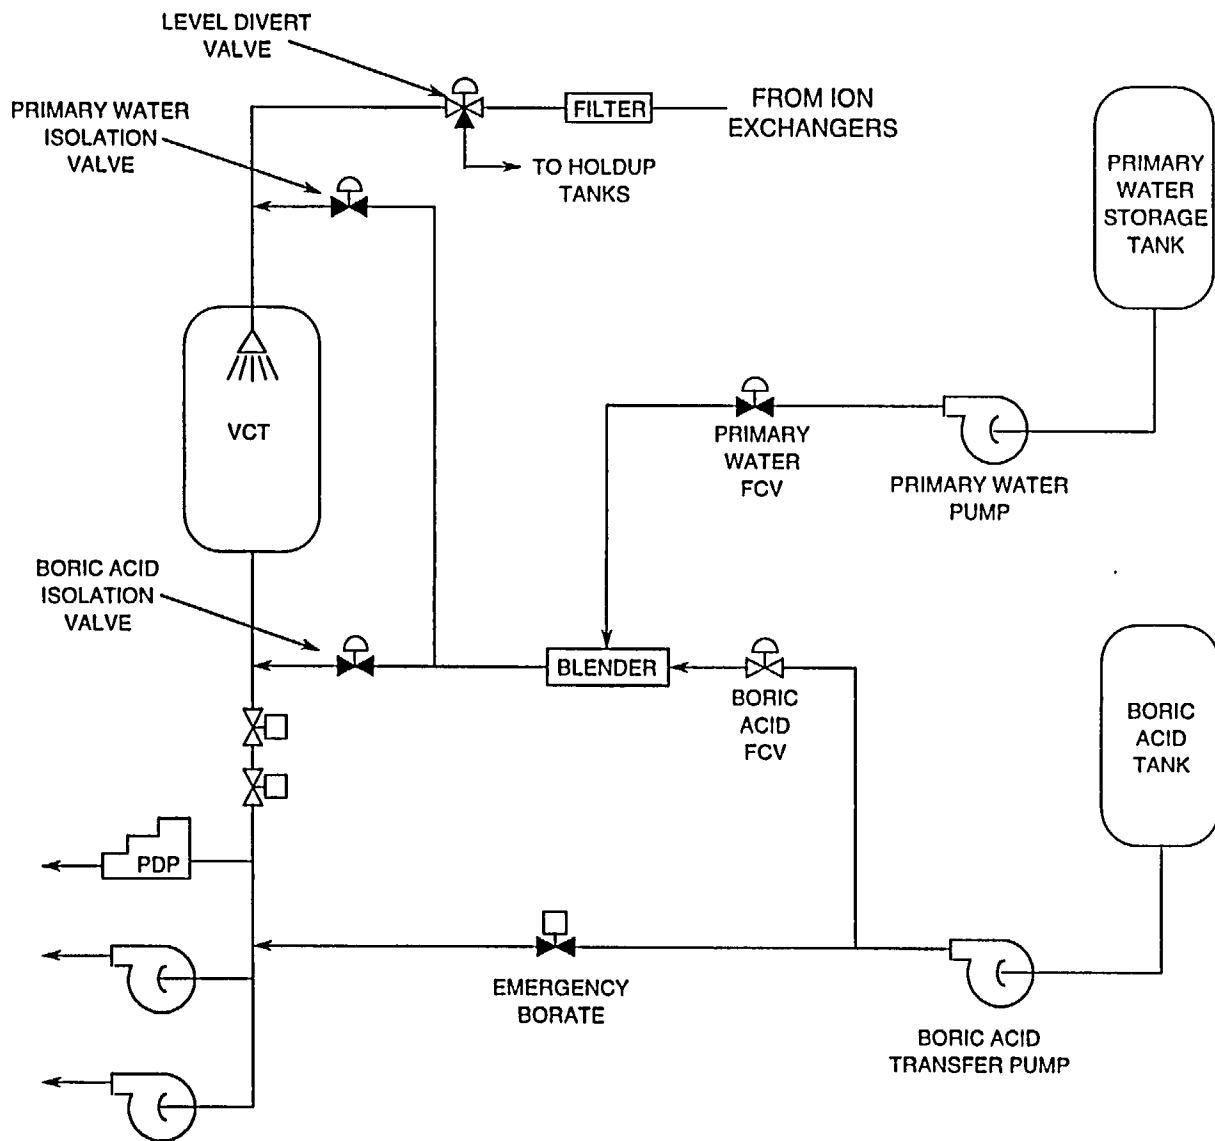 LEVEL DIVERT
VALVE
PRIMARY WATER
ISOLATION
VALVE
FILTER
FROM ION
EXCHANGERS
TO HOLDUP
TANKS
PRIMARY
WATER
STORAGE
TANK
VCT
PRIMARY
WATER
FCV
PRIMARY WATER
PUMP
BORIC ACID
ISOLATION
VALVE
BLENDER
BORIC
ACID
FCV
BORIC
ACID
TANK
PDP
EMERGENCY
BORATE
BORIC ACID
TRANSFER PUMP